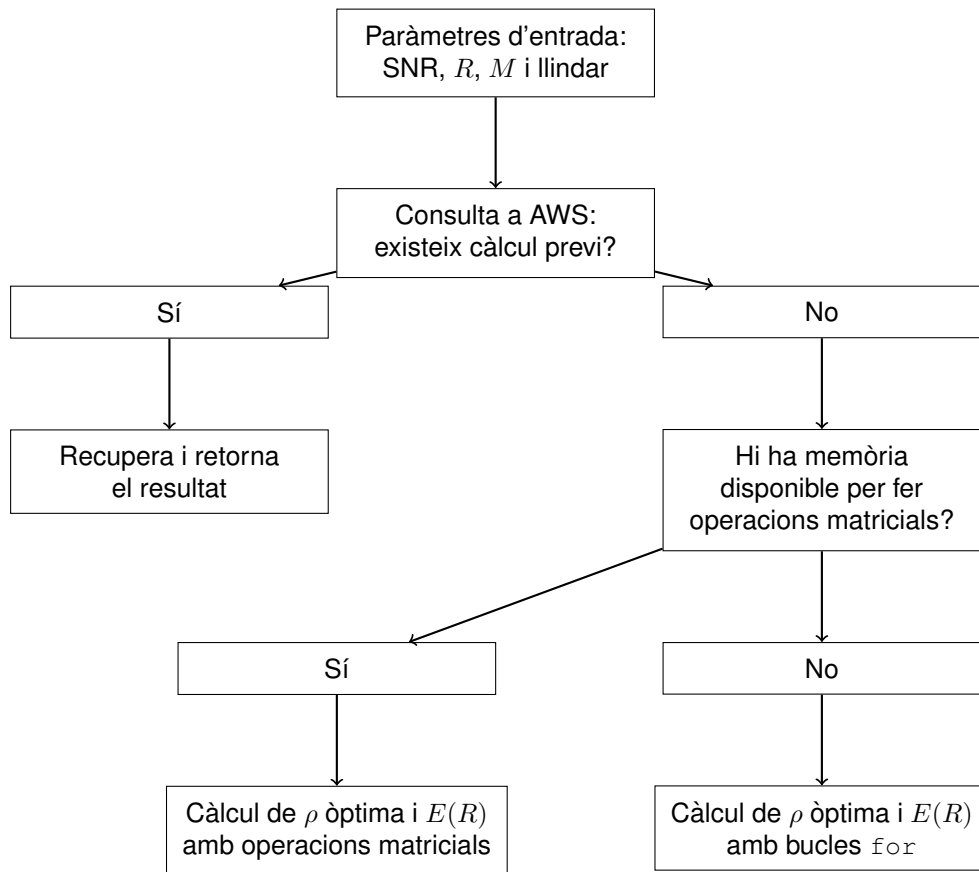 Paràmetres d'entrada:
SNR, R, M i llindar
Consulta a AWS:
existeix càlcul previ?
Sí
No
Recupera i retorna
el resultat
Hi ha memòria
disponible per fer
operacions matricials?
Sí
No
Càlcul de ρ òptima i E(R)
amb operacions matricials
Càlcul de ρ òptima i E(R)
amb bucles for